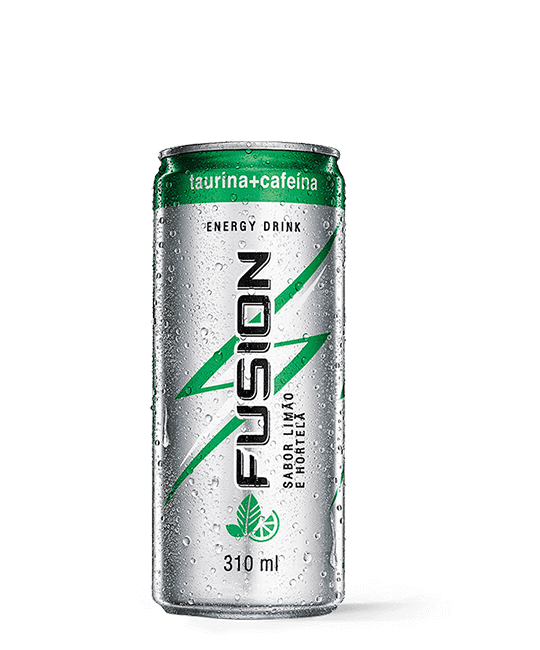 taurina+cafeína
ENERGY DRINK
FUSION
SABOR LIMÃO
E HORTELÃ
310 ml